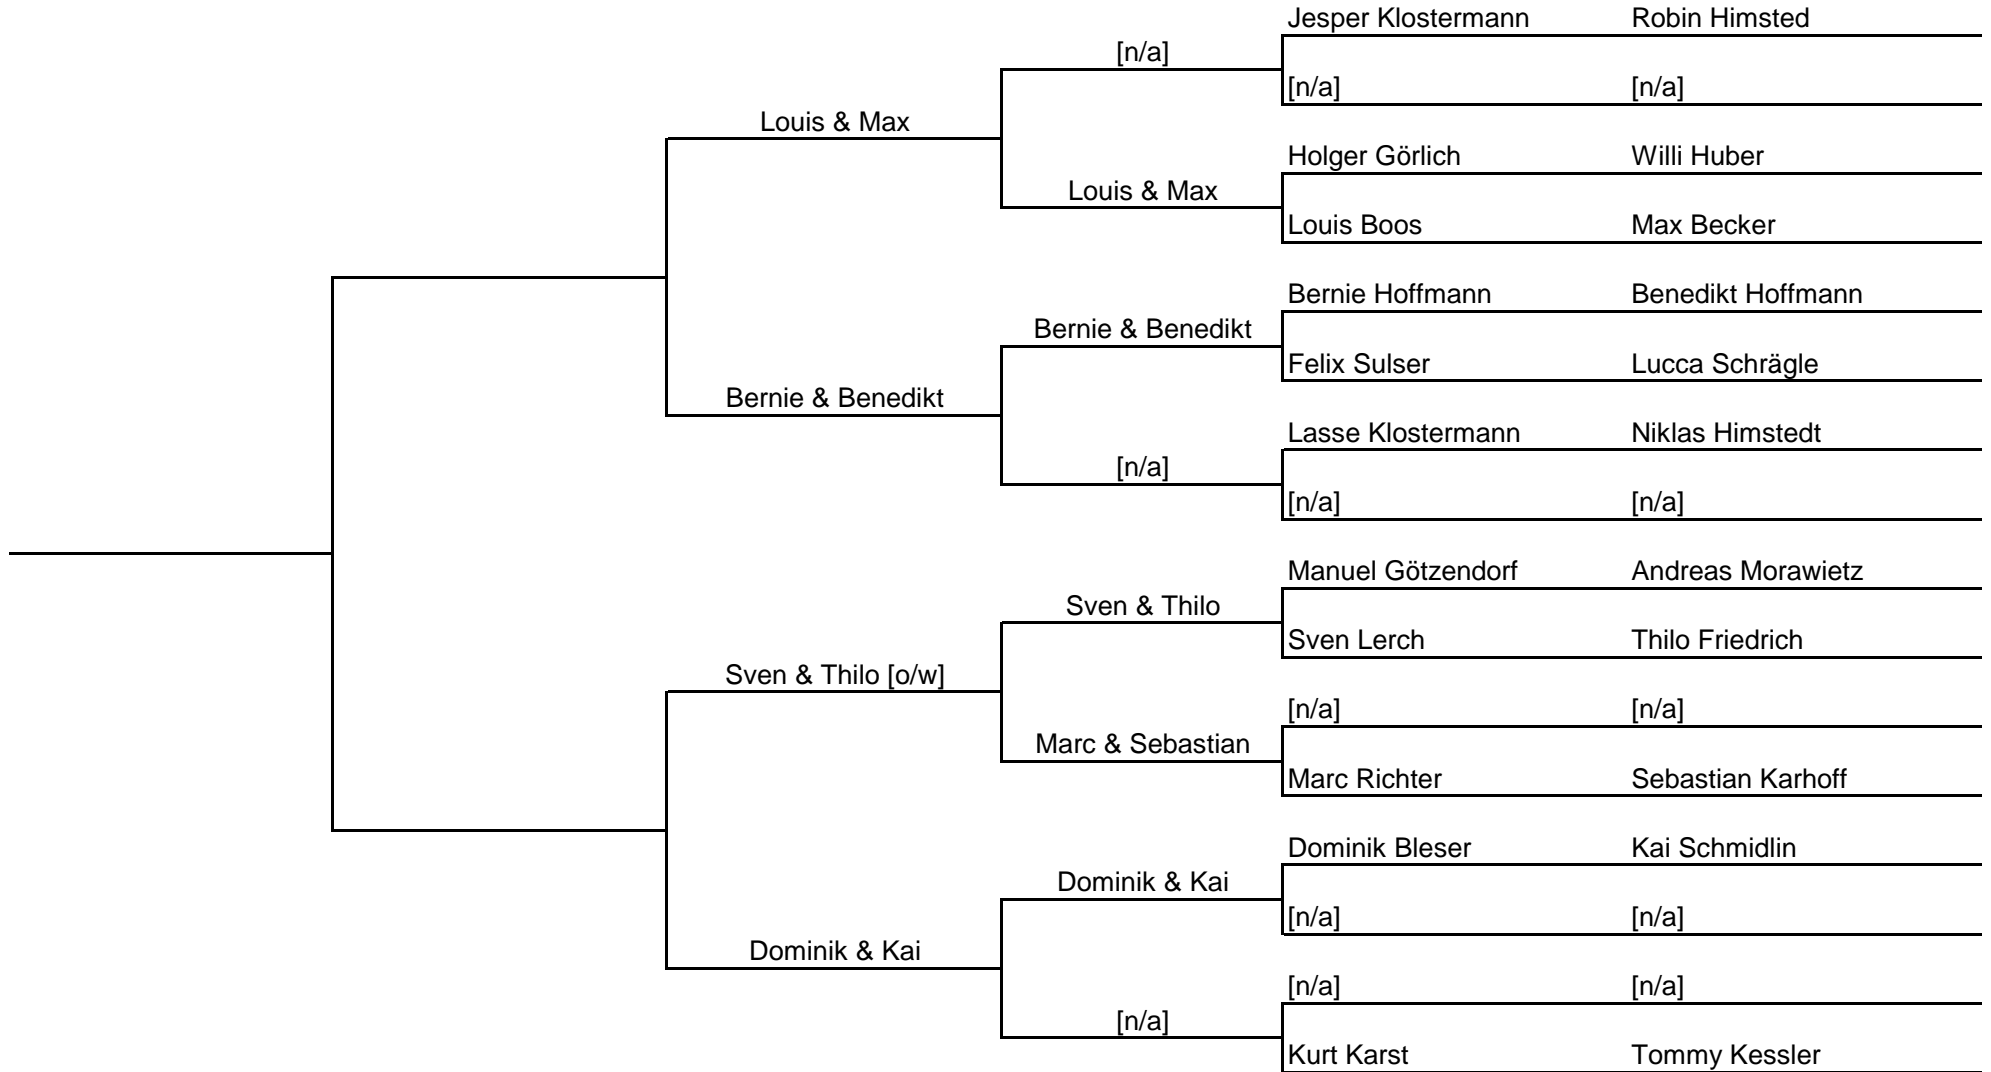 Jesper Klostermann Robin Himsted
[n/a]
[n/a] [n/a]
Louis & Max
Holger Görlich Willi Huber
Louis & Max
Louis Boos Max Becker
Bernie Hoffmann Benedikt Hoffmann
Bernie & Benedikt
Felix Sulser Lucca Schrägle
Bernie & Benedikt
Lasse Klostermann Niklas Himstedt
[n/a]
[n/a] [n/a]
Manuel Götzendorf Andreas Morawietz
Sven & Thilo
Sven Lerch Thilo Friedrich
Sven & Thilo [o/w]
[n/a] [n/a]
Marc & Sebastian
Marc Richter Sebastian Karhoff
Dominik Bleser Kai Schmidlin
Dominik & Kai
[n/a] [n/a]
Dominik & Kai
[n/a] [n/a]
[n/a]
Kurt Karst Tommy Kessler